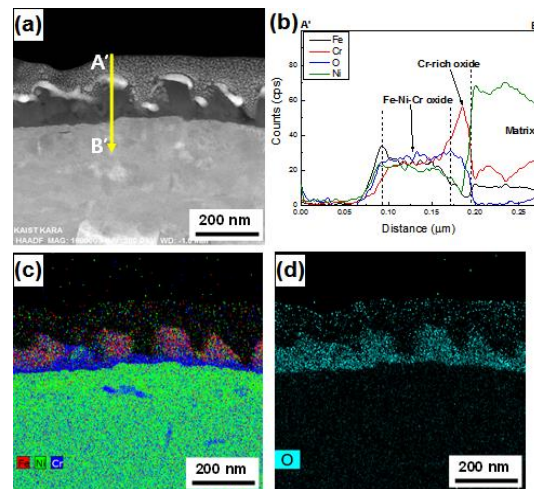 (a)
A′
B′
KAIST KARA
200 nm
(b)
A'
Fe
Cr
O
Ni
Cr-rich oxide
Fe-Ni-Cr oxide
Matrix
Counts (cps)
100
80
60
40
20
0
0.00
0.05
0.10
0.15
0.20
0.25
Distance (μm)
(c)
Fe
Ni
Cr
200 nm
(d)
O
200 nm